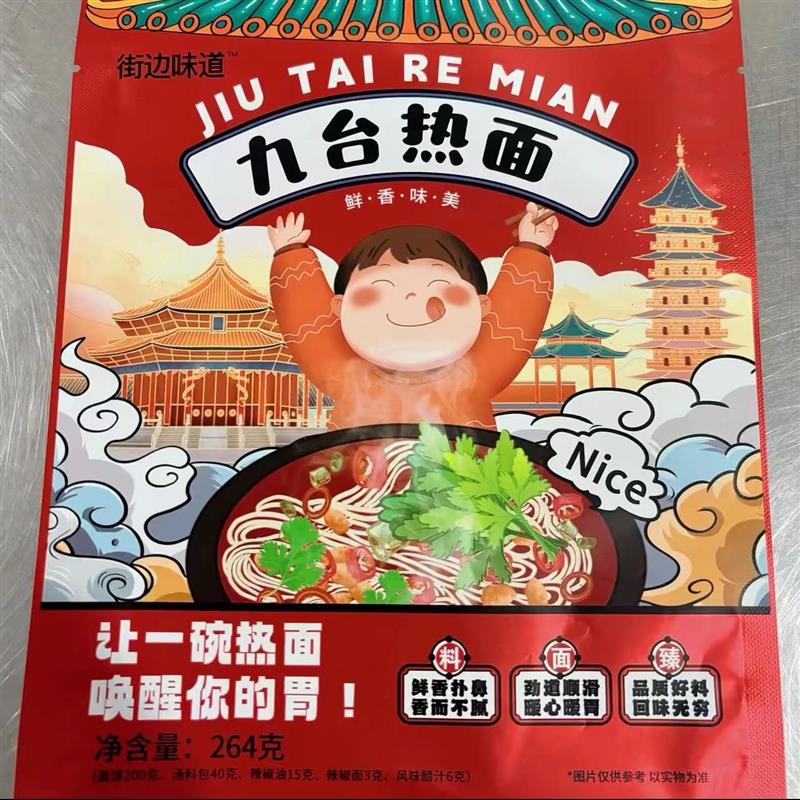 街边味道™
JIU TAI RE MIAN
九台热面
鲜·香·味·美
Nice
让一碗热面
唤醒你的胃！
料
鲜香扑鼻
香而不腻
面
劲道顺滑
暖心暖胃
臻
品质好料
回味无穷
净含量：264克
(面饼200克、汤料包40克、辣椒油15克、辣椒面3克、风味醋汁6克)
*图片仅供参考 以实物为准